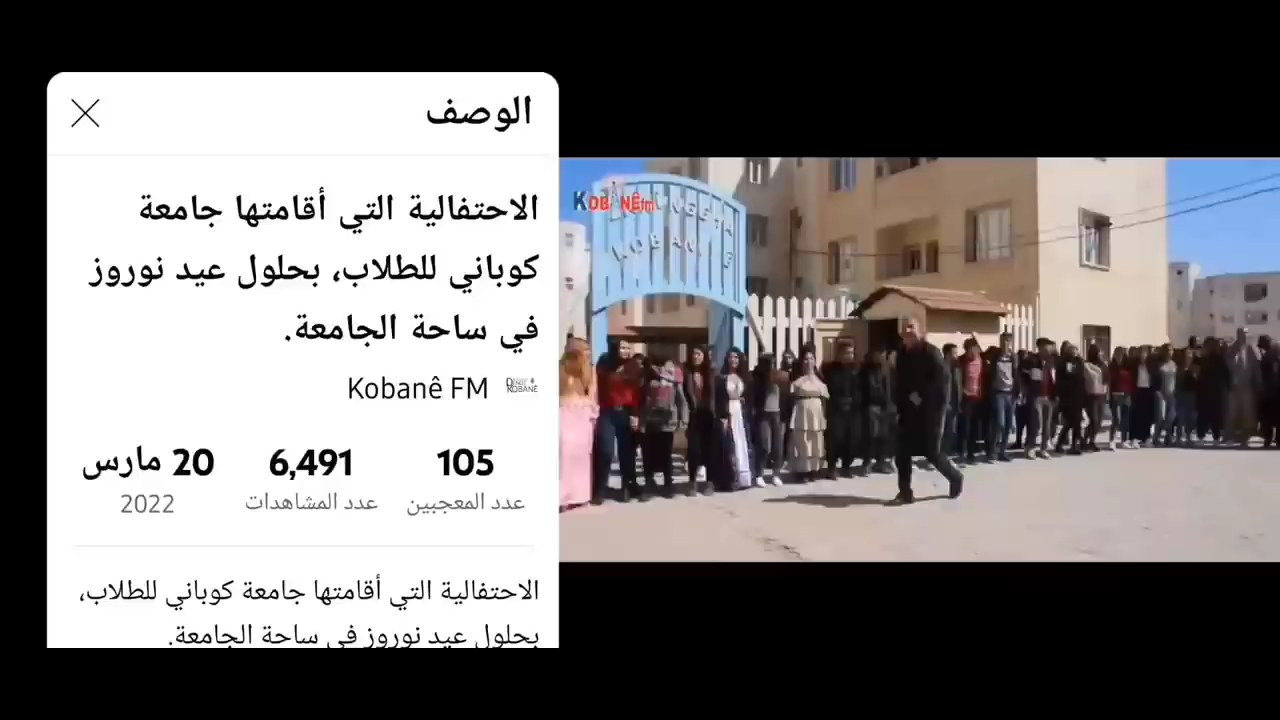 الوصف
الاحتفالية التي أقامتها جامعة
كوباني للطلاب، بحلول عيد نوروز
في ساحة الجامعة.
Kobanê FM
105
عدد المعجبين
6,491
عدد المشاهدات
20 مارس
2022
الاحتفالية التي أقامتها جامعة كوباني للطلاب،
بحلول عيد نوروز في ساحة الجامعة.
KOBANÊfm
KOBANÊ